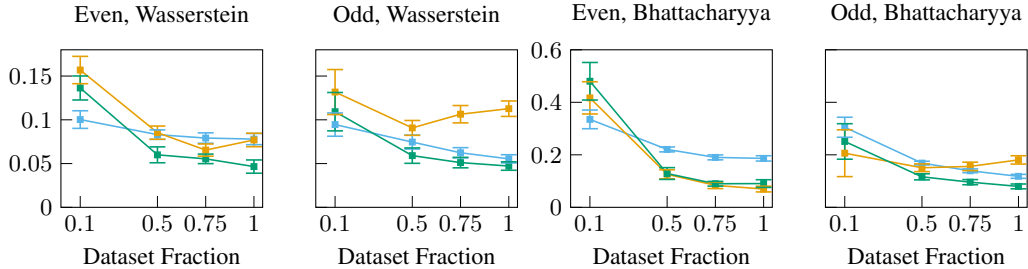 Even, Wasserstein
Odd, Wasserstein
Even, Bhattacharyya
Odd, Bhattacharyya
0.15
0.1
0.05
0
0.6
0.4
0.2
0
0.1 0.5 0.75 1
0.1 0.5 0.75 1
0.1 0.5 0.75 1
0.1 0.5 0.75 1
Dataset Fraction
Dataset Fraction
Dataset Fraction
Dataset Fraction